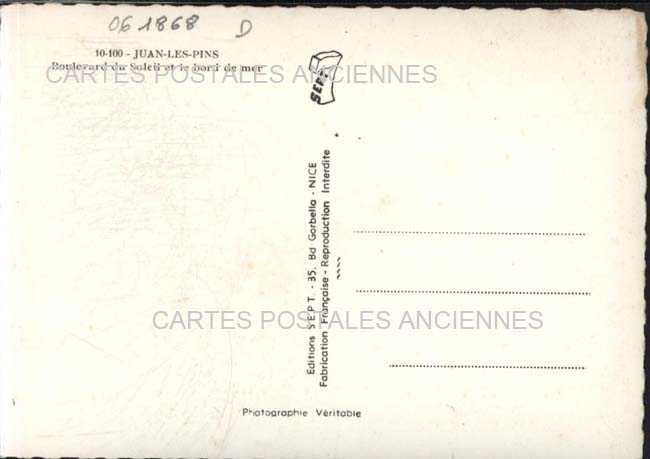 061868 D
10-100 - JUAN-LES-PINS
Boulevard du Soleil et le bord de mer
CARTES POSTALES ANCIENNES
SEPT
Editions S.E.P.T. - 35, Bd Gorbella - NICE
Fabrication Française - Reproduction Interdite
CARTES POSTALES ANCIENNES
Photographie Véritable